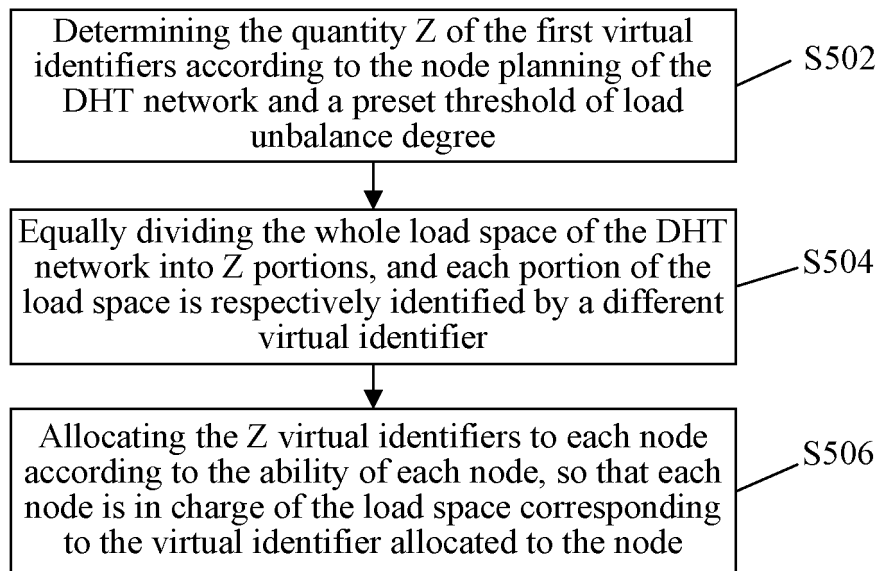 Determining the quantity Z of the first virtual
identifiers according to the node planning of the
DHT network and a preset threshold of load
unbalance degree
S502
Equally dividing the whole load space of the DHT
network into Z portions, and each portion of the
load space is respectively identified by a different
virtual identifier
S504
Allocating the Z virtual identifiers to each node
according to the ability of each node, so that each
node is in charge of the load space corresponding
to the virtual identifier allocated to the node
S506